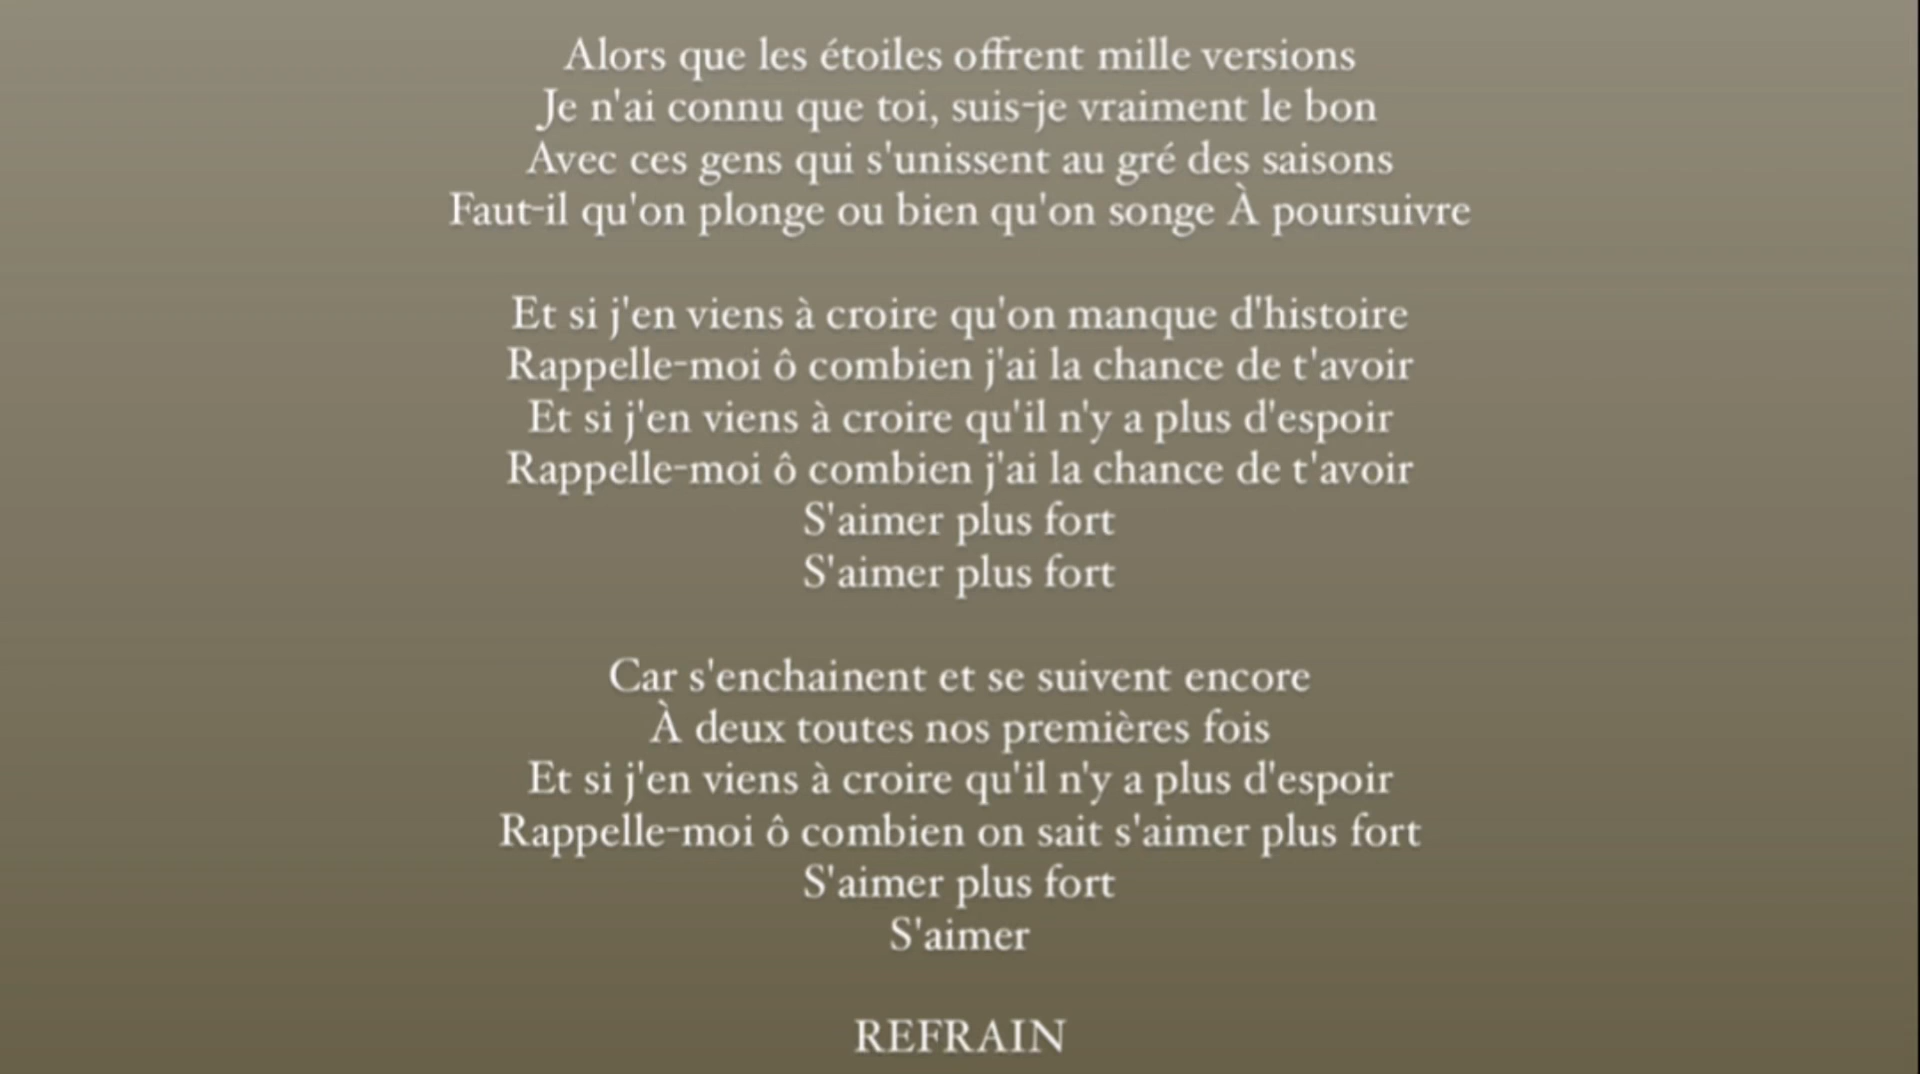 Alors que les étoiles offrent mille versions
Je n'ai connu que toi, suis-je vraiment le bon
Avec ces gens qui s'unissent au gré des saisons
Faut-il qu'on plonge ou bien qu'on songe À poursuivre
Et si j'en viens à croire qu'on manque d'histoire
Rappelle-moi ô combien j'ai la chance de t'avoir
Et si j'en viens à croire qu'il n'y a plus d'espoir
Rappelle-moi ô combien j'ai la chance de t'avoir
S'aimer plus fort
S'aimer plus fort
Car s'enchainent et se suivent encore
À deux toutes nos premières fois
Et si j'en viens à croire qu'il n'y a plus d'espoir
Rappelle-moi ô combien on sait s'aimer plus fort
S'aimer plus fort
S'aimer
REFRAIN